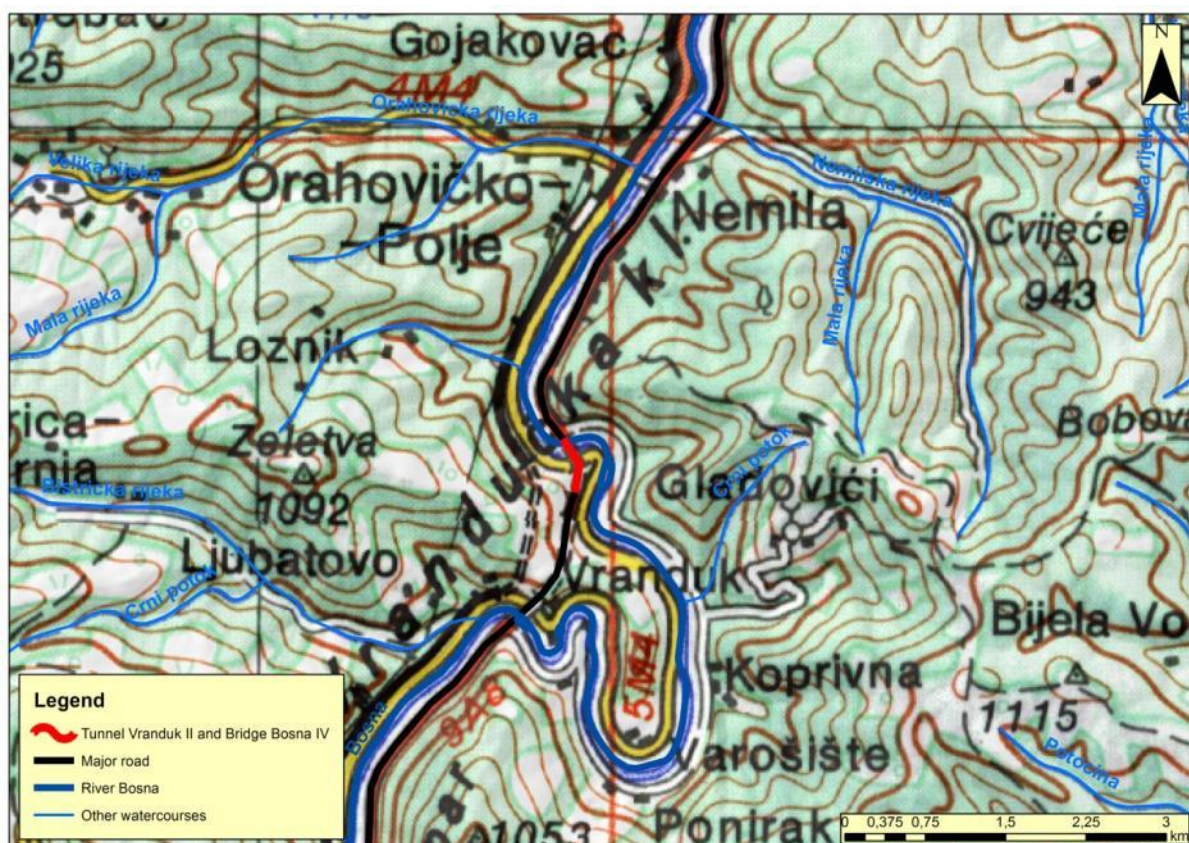 025
Gojakovac
4M4
Orahovička rijeka
Velika rijeka
Orahovičko-
-Polje
Nemila
Nemilska rijeka
Mala rijeka
Cvijeće
943
Mala rijeka
Mala rijeka
Loznik
Zeletva
1092
Bistrička rijeka
Ljubatovo
Crni potok
Gladovići
Crni potok
Vranduk
Bijela Vo
1115
Koprivna
5M4
Varošište
Potocina
Ponirak
1053
Bosna
N
Legend
Tunnel Vranduk II and Bridge Bosna IV
Major road
River Bosna
Other watercourses
0 0,375 0,75 1,5 2,25 3
km